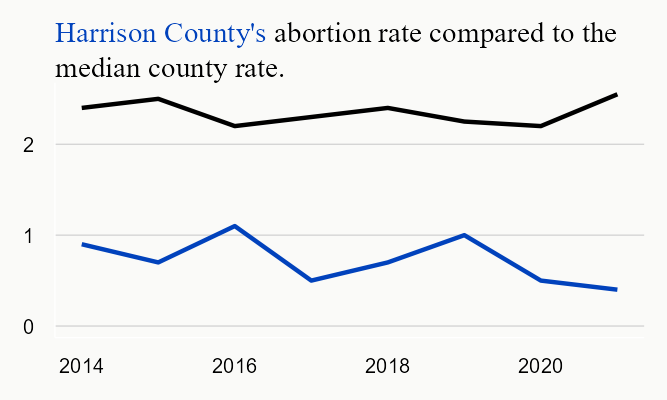 Harrison County's abortion rate compared to the
median county rate.
2
1
0
2014 2016 2018 2020